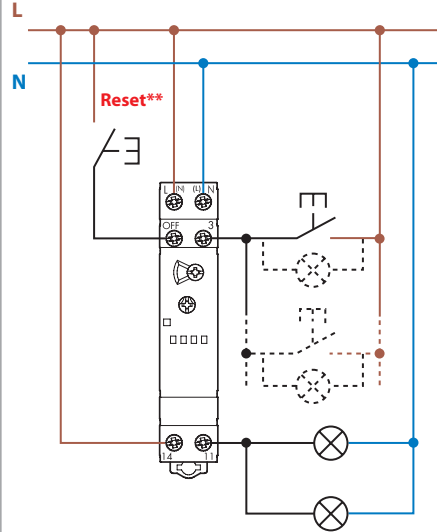 L
N
Reset**
L (N) (L) N
OFF 3
14 11